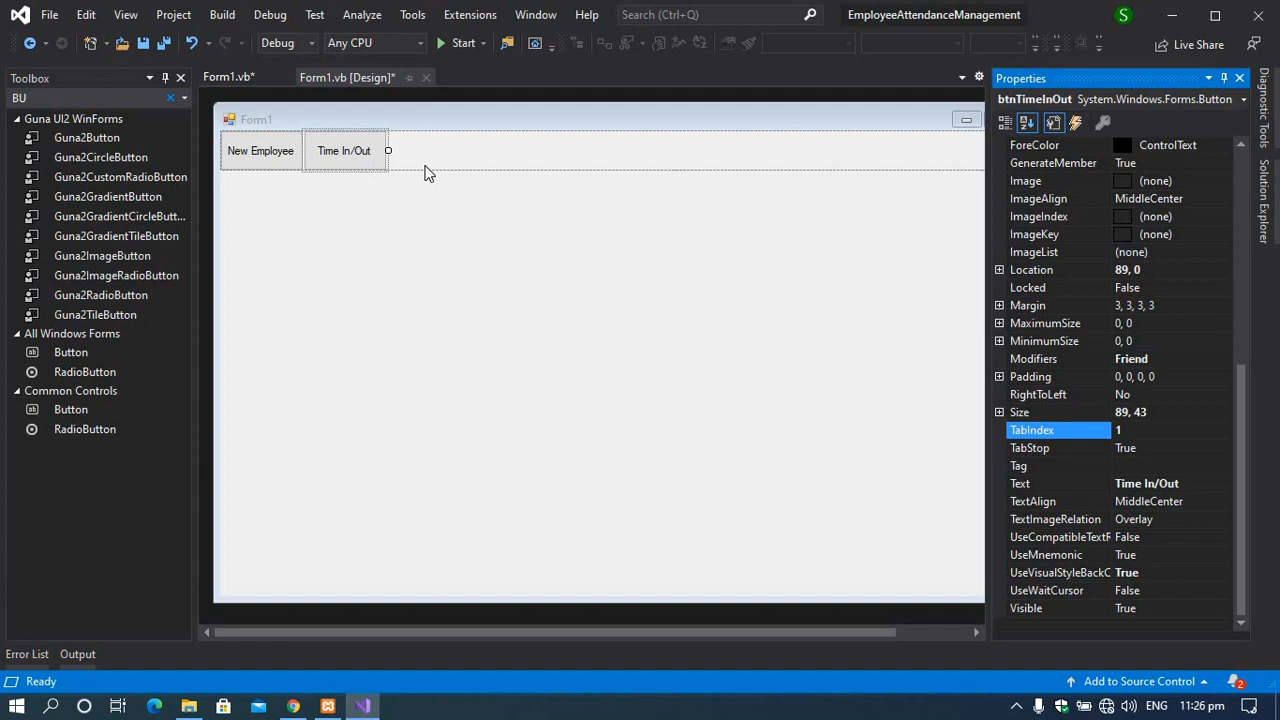 File Edit View Project Build Debug Test Analyze Tools Extensions Window Help Search (Ctrl+Q) EmployeeAttendanceManagement S
Debug Any CPU Start Live Share
Toolbox
BU
Guna UI2 WinForms
Guna2Button
Guna2CircleButton
Guna2CustomRadioButton
Guna2GradientButton
Guna2GradientCircleButt...
Guna2GradientTileButton
Guna2ImageButton
Guna2ImageRadioButton
Guna2RadioButton
Guna2TileButton
All Windows Forms
Button
RadioButton
Common Controls
Button
RadioButton
Form1.vb* Form1.vb [Design]*
Form1
New Employee Time In/Out
Properties
btnTimeInOut System.Windows.Forms.Button
ForeColor ControlText
GenerateMember True
Image (none)
ImageAlign MiddleCenter
ImageIndex (none)
ImageKey (none)
ImageList (none)
Location 89, 0
Locked False
Margin 3, 3, 3, 3
MaximumSize 0, 0
MinimumSize 0, 0
Modifiers Friend
Padding 0, 0, 0, 0
RightToLeft No
Size 89, 43
TabIndex 1
TabStop True
Tag
Text Time In/Out
TextAlign MiddleCenter
TextImageRelation Overlay
UseCompatibleTextR False
UseMnemonic True
UseVisualStyleBackC True
UseWaitCursor False
Visible True
Diagnostic Tools
Solution Explorer
Error List Output
Ready Add to Source Control 2
ENG 11:26 pm